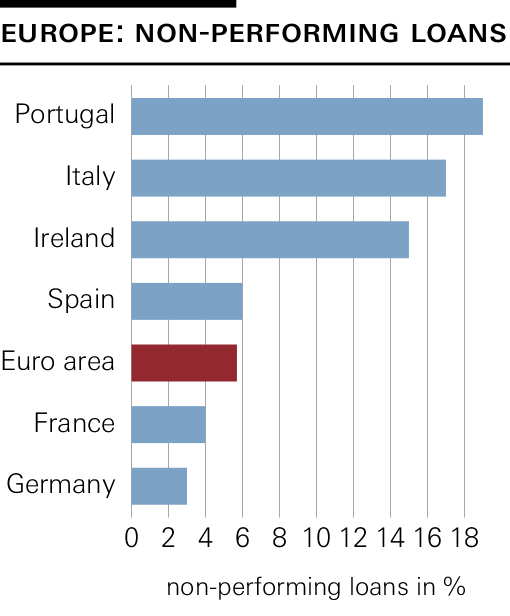 EUROPE: NON-PERFORMING LOANS
Portugal
Italy
Ireland
Spain
Euro area
France
Germany
0 2 4 6 8 10 12 14 16 18
non-performing loans in %